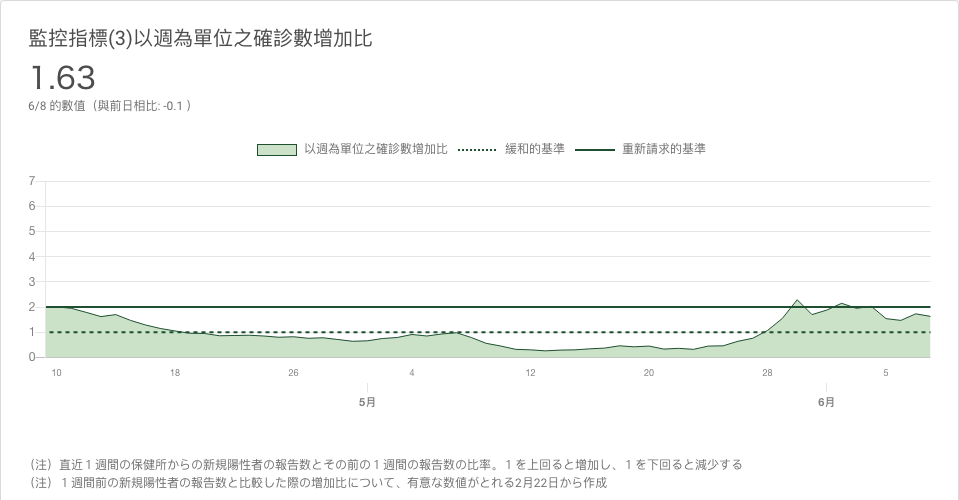 監控指標(3)以週為單位之確診數增加比
1.63
6/8 的數值（與前日相比: -0.1 ）
以週為單位之確診數增加比 緩和的基準 重新請求的基準
7
6
5
4
3
2
1
0
10 18 26 4 12 20 28 5
5月 6月
（注）直近１週間の保健所からの新規陽性者の報告数とその前の１週間の報告数の比率。１を上回ると増加し、１を下回ると減少する
（注）１週間前の新規陽性者の報告数と比較した際の増加比について、有意な数値がとれる2月22日から作成